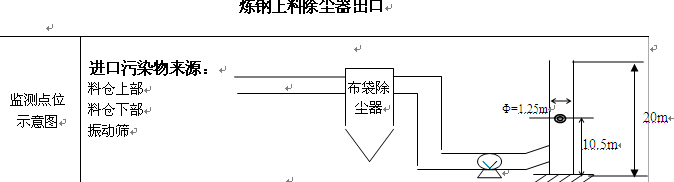 炼钢上料除尘器出口
监测点位
示意图
进口污染物来源：
料仓上部
料仓下部
振动筛
布袋除
尘器
Φ=1.25m
10.5m
20m